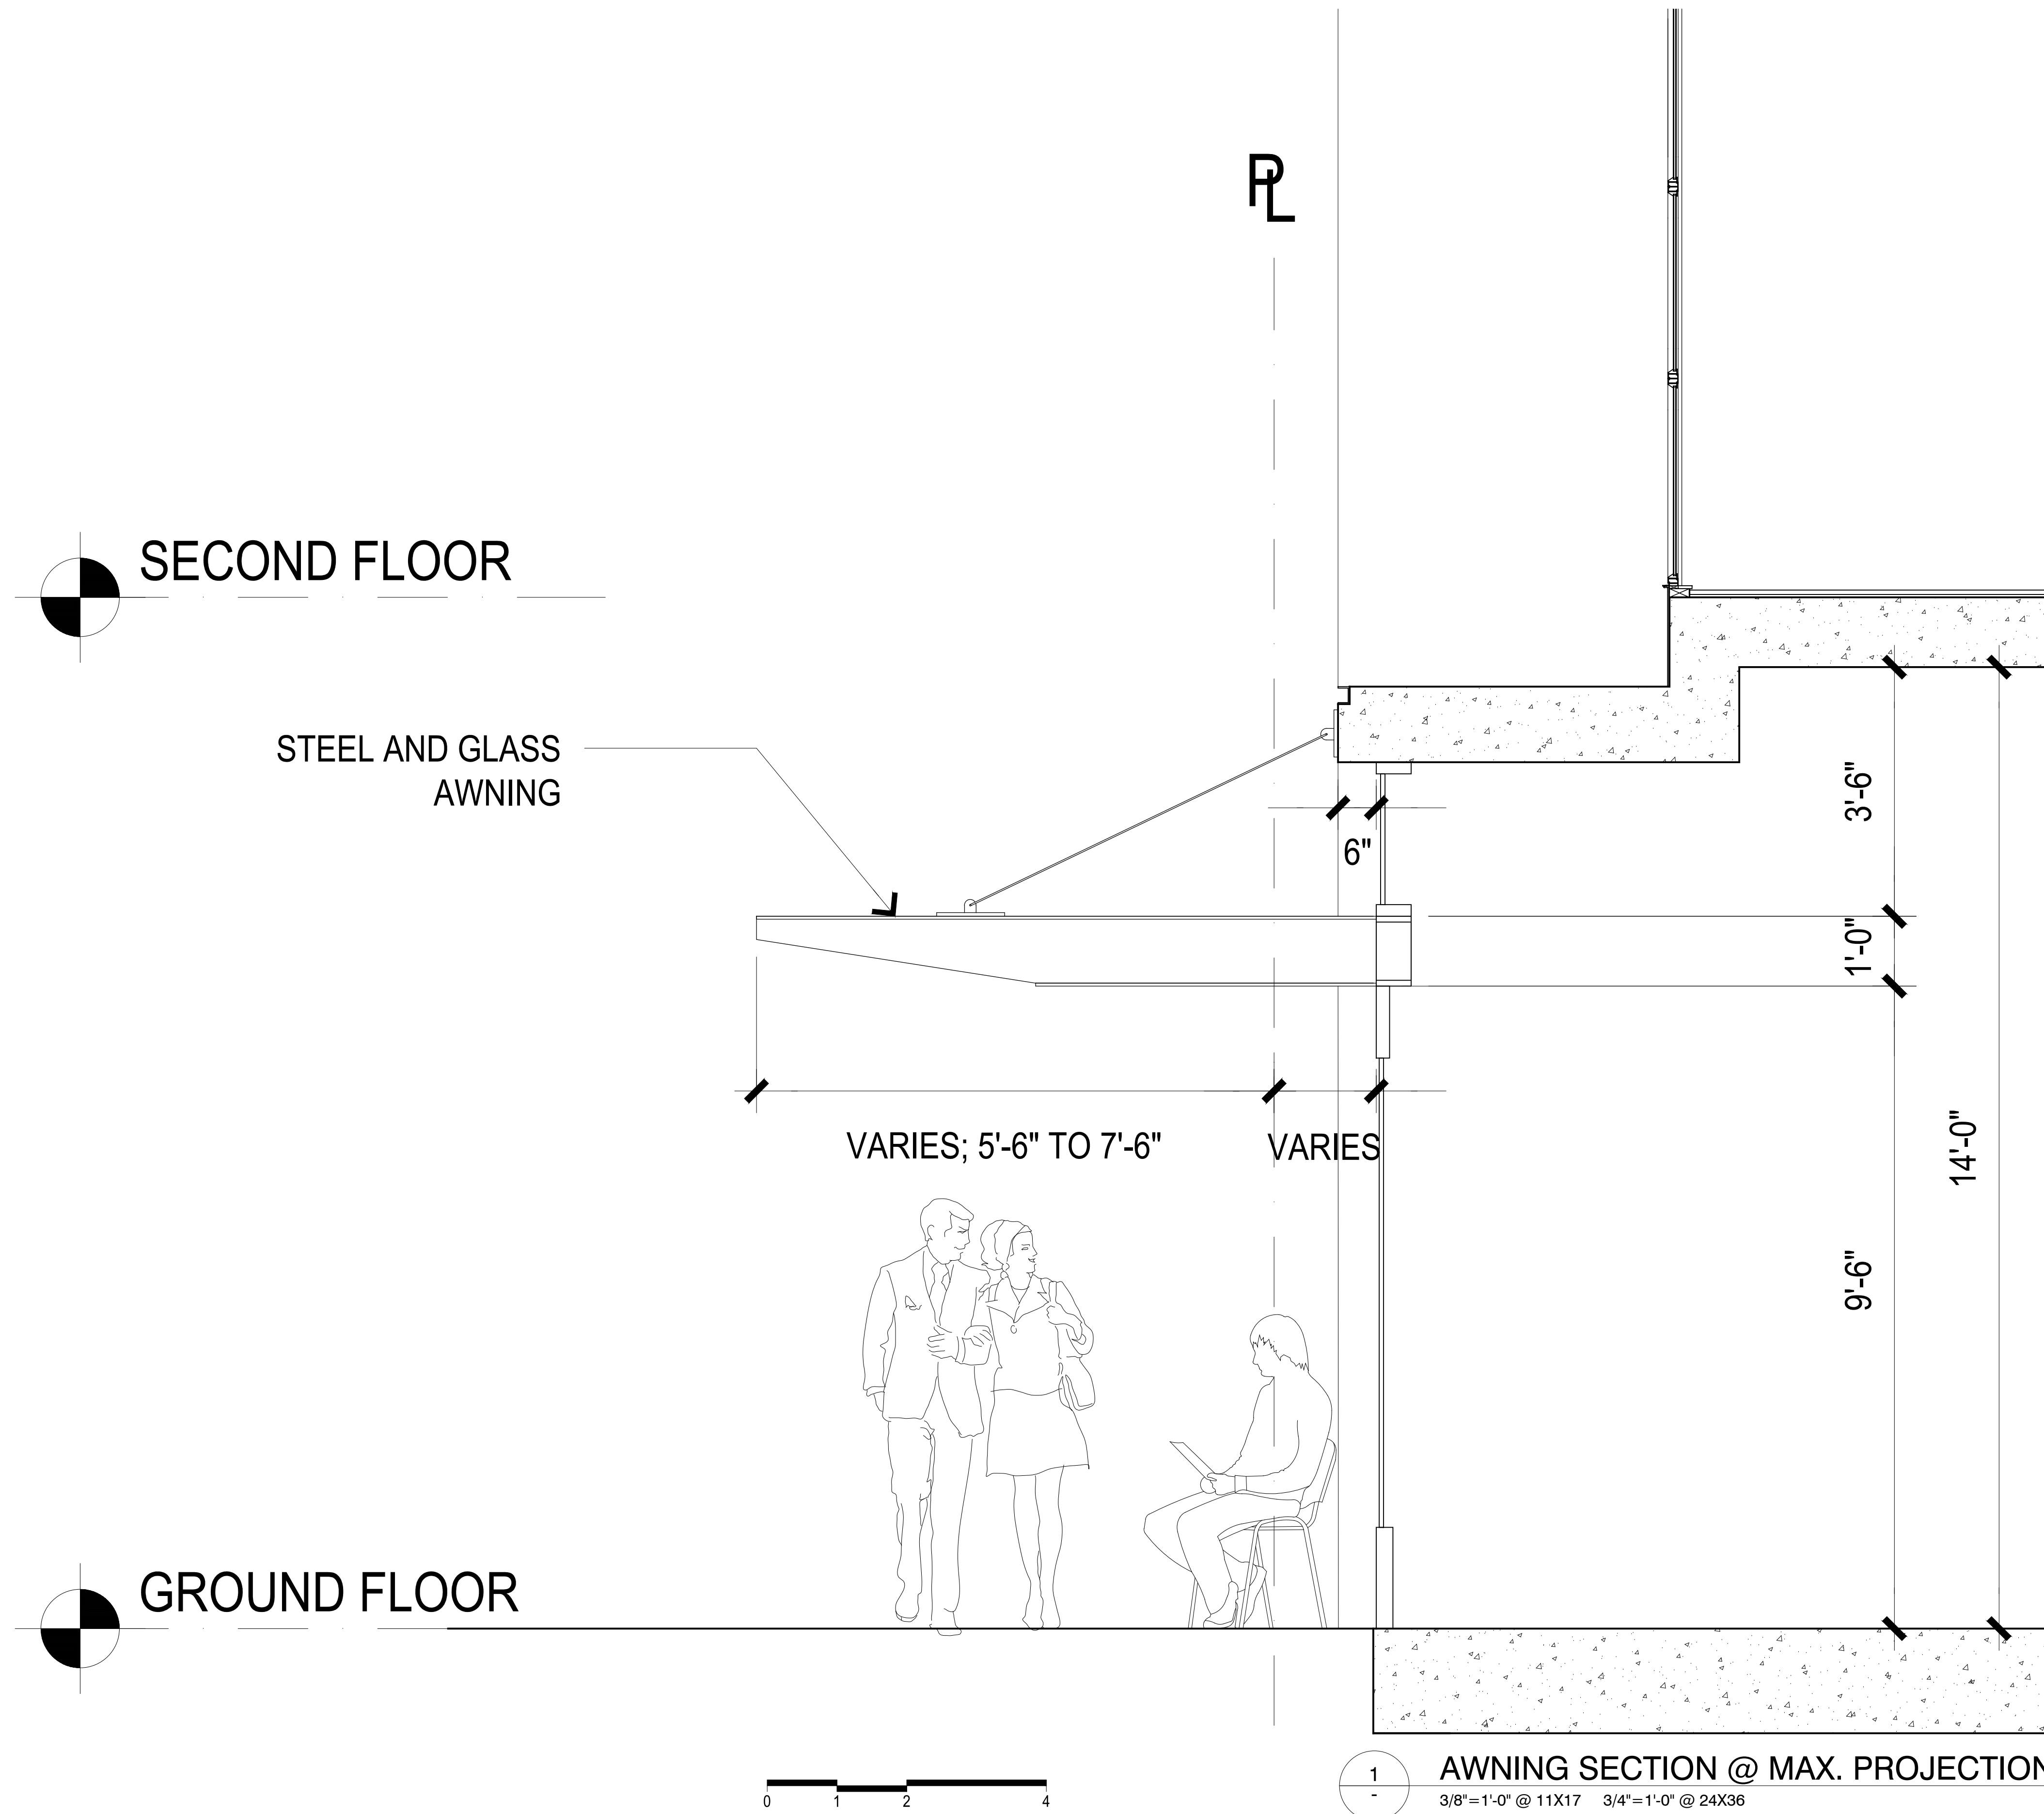 PL
SECOND FLOOR
STEEL AND GLASS
AWNING
3'-6"
6"
1'-0"
VARIES; 5'-6" TO 7'-6"
VARIES
14'-0"
9'-6"
GROUND FLOOR
0 1 2 4
1
-
AWNING SECTION @ MAX. PROJECTION
3/8"=1'-0" @ 11X17 3/4"=1'-0" @ 24X36